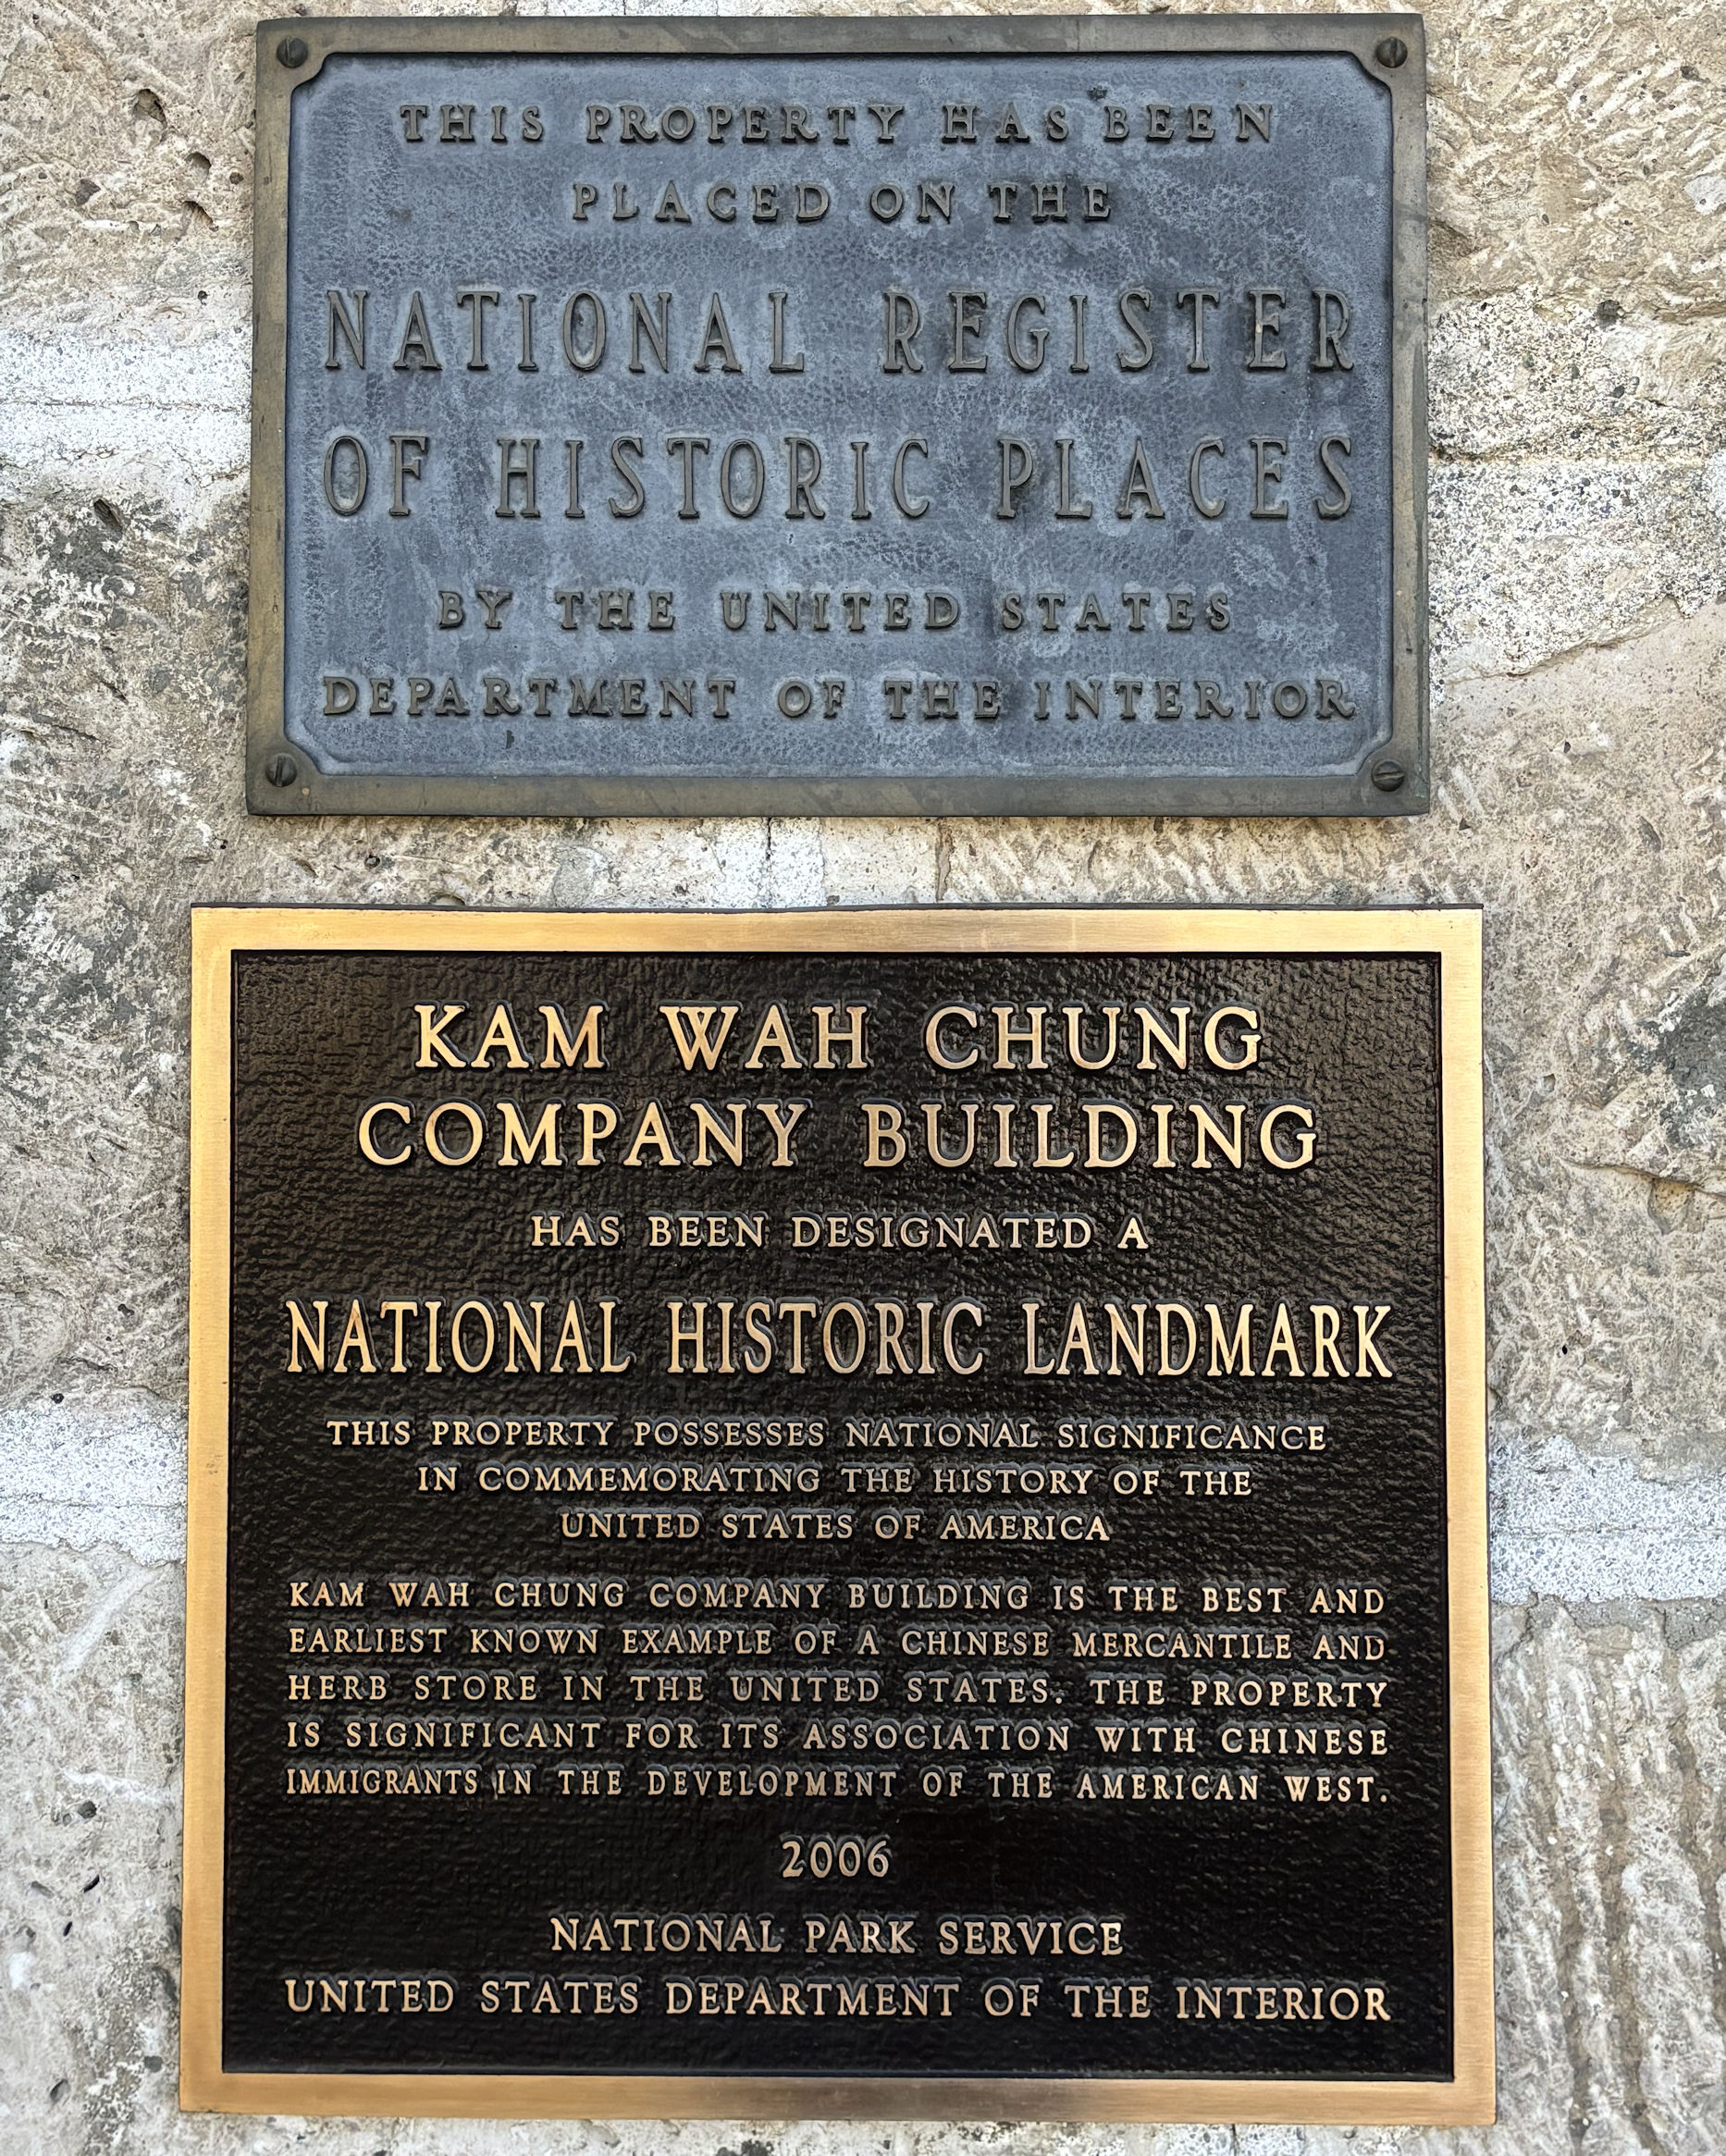 THIS PROPERTY HAS BEEN
PLACED ON THE
NATIONAL REGISTER
OF HISTORIC PLACES
BY THE UNITED STATES
DEPARTMENT OF THE INTERIOR
KAM WAH CHUNG
COMPANY BUILDING
HAS BEEN DESIGNATED A
NATIONAL HISTORIC LANDMARK
THIS PROPERTY POSSESSES NATIONAL SIGNIFICANCE
IN COMMEMORATING THE HISTORY OF THE
UNITED STATES OF AMERICA
KAM WAH CHUNG COMPANY BUILDING IS THE BEST AND
EARLIEST KNOWN EXAMPLE OF A CHINESE MERCANTILE AND
HERB STORE IN THE UNITED STATES. THE PROPERTY
IS SIGNIFICANT FOR ITS ASSOCIATION WITH CHINESE
IMMIGRANTS IN THE DEVELOPMENT OF THE AMERICAN WEST.
2006
NATIONAL PARK SERVICE
UNITED STATES DEPARTMENT OF THE INTERIOR